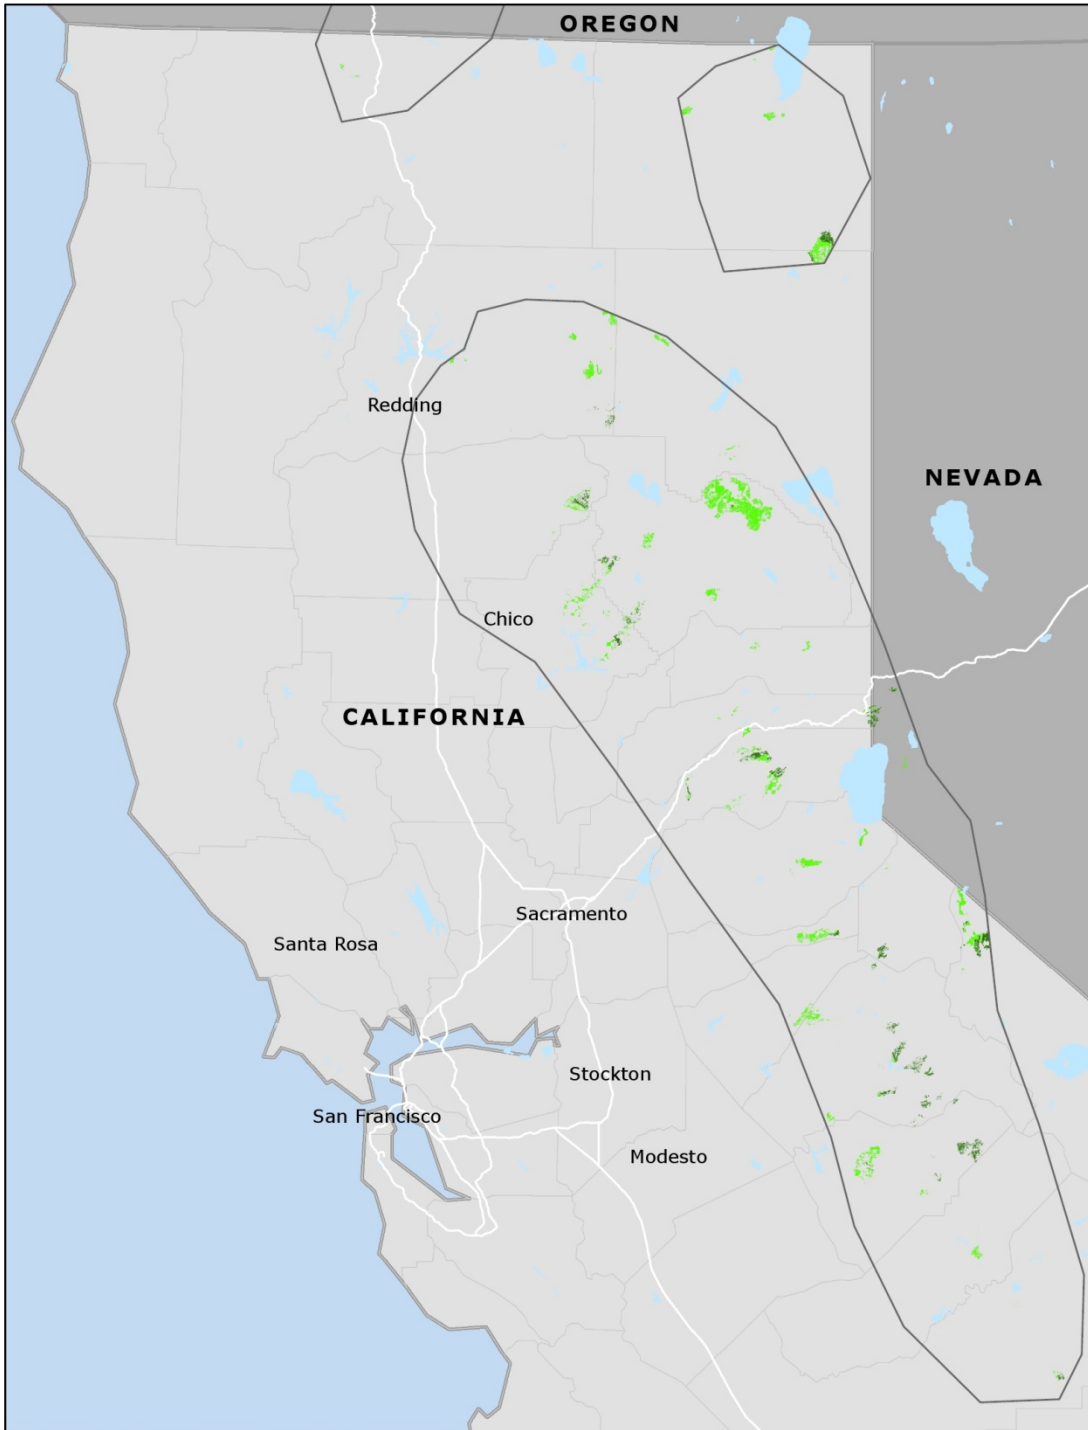 OREGON
Redding
NEVADA
Chico
CALIFORNIA
Sacramento
Santa Rosa
Stockton
San Francisco
Modesto